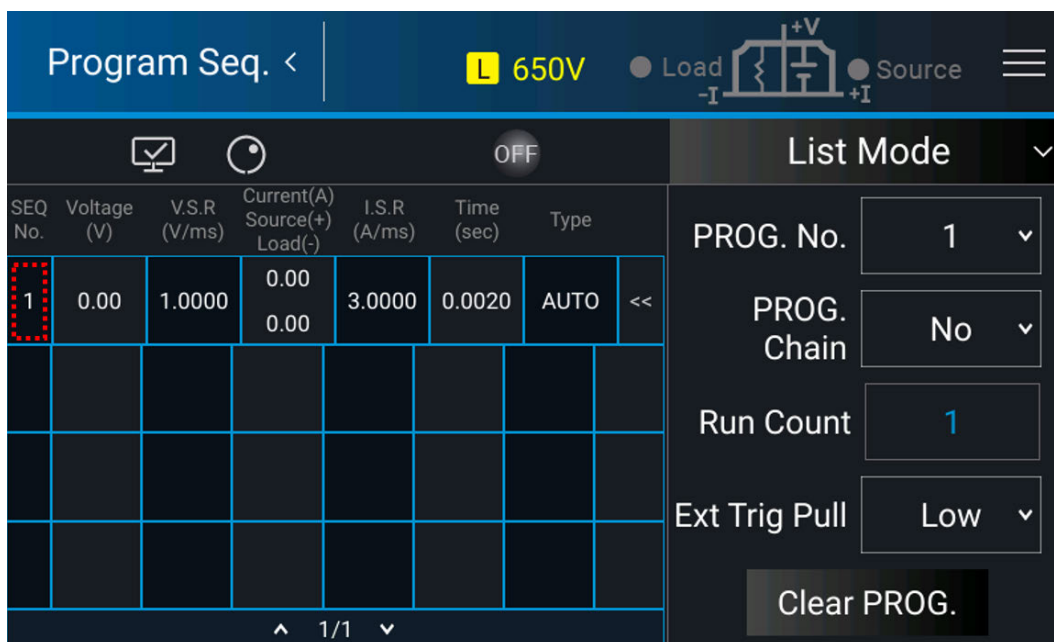 Program Seq. <
L 650V
Load
+V
-I
+I
Source
OFF
List Mode
SEQ No.
Voltage (V)
V.S.R (V/ms)
Current(A) Source(+) Load(-)
I.S.R (A/ms)
Time (sec)
Type
1 0.00 1.0000 0.00 0.00 3.0000 0.0020 AUTO <<
1/1
PROG. No. 1
PROG. Chain No
Run Count 1
Ext Trig Pull Low
Clear PROG.